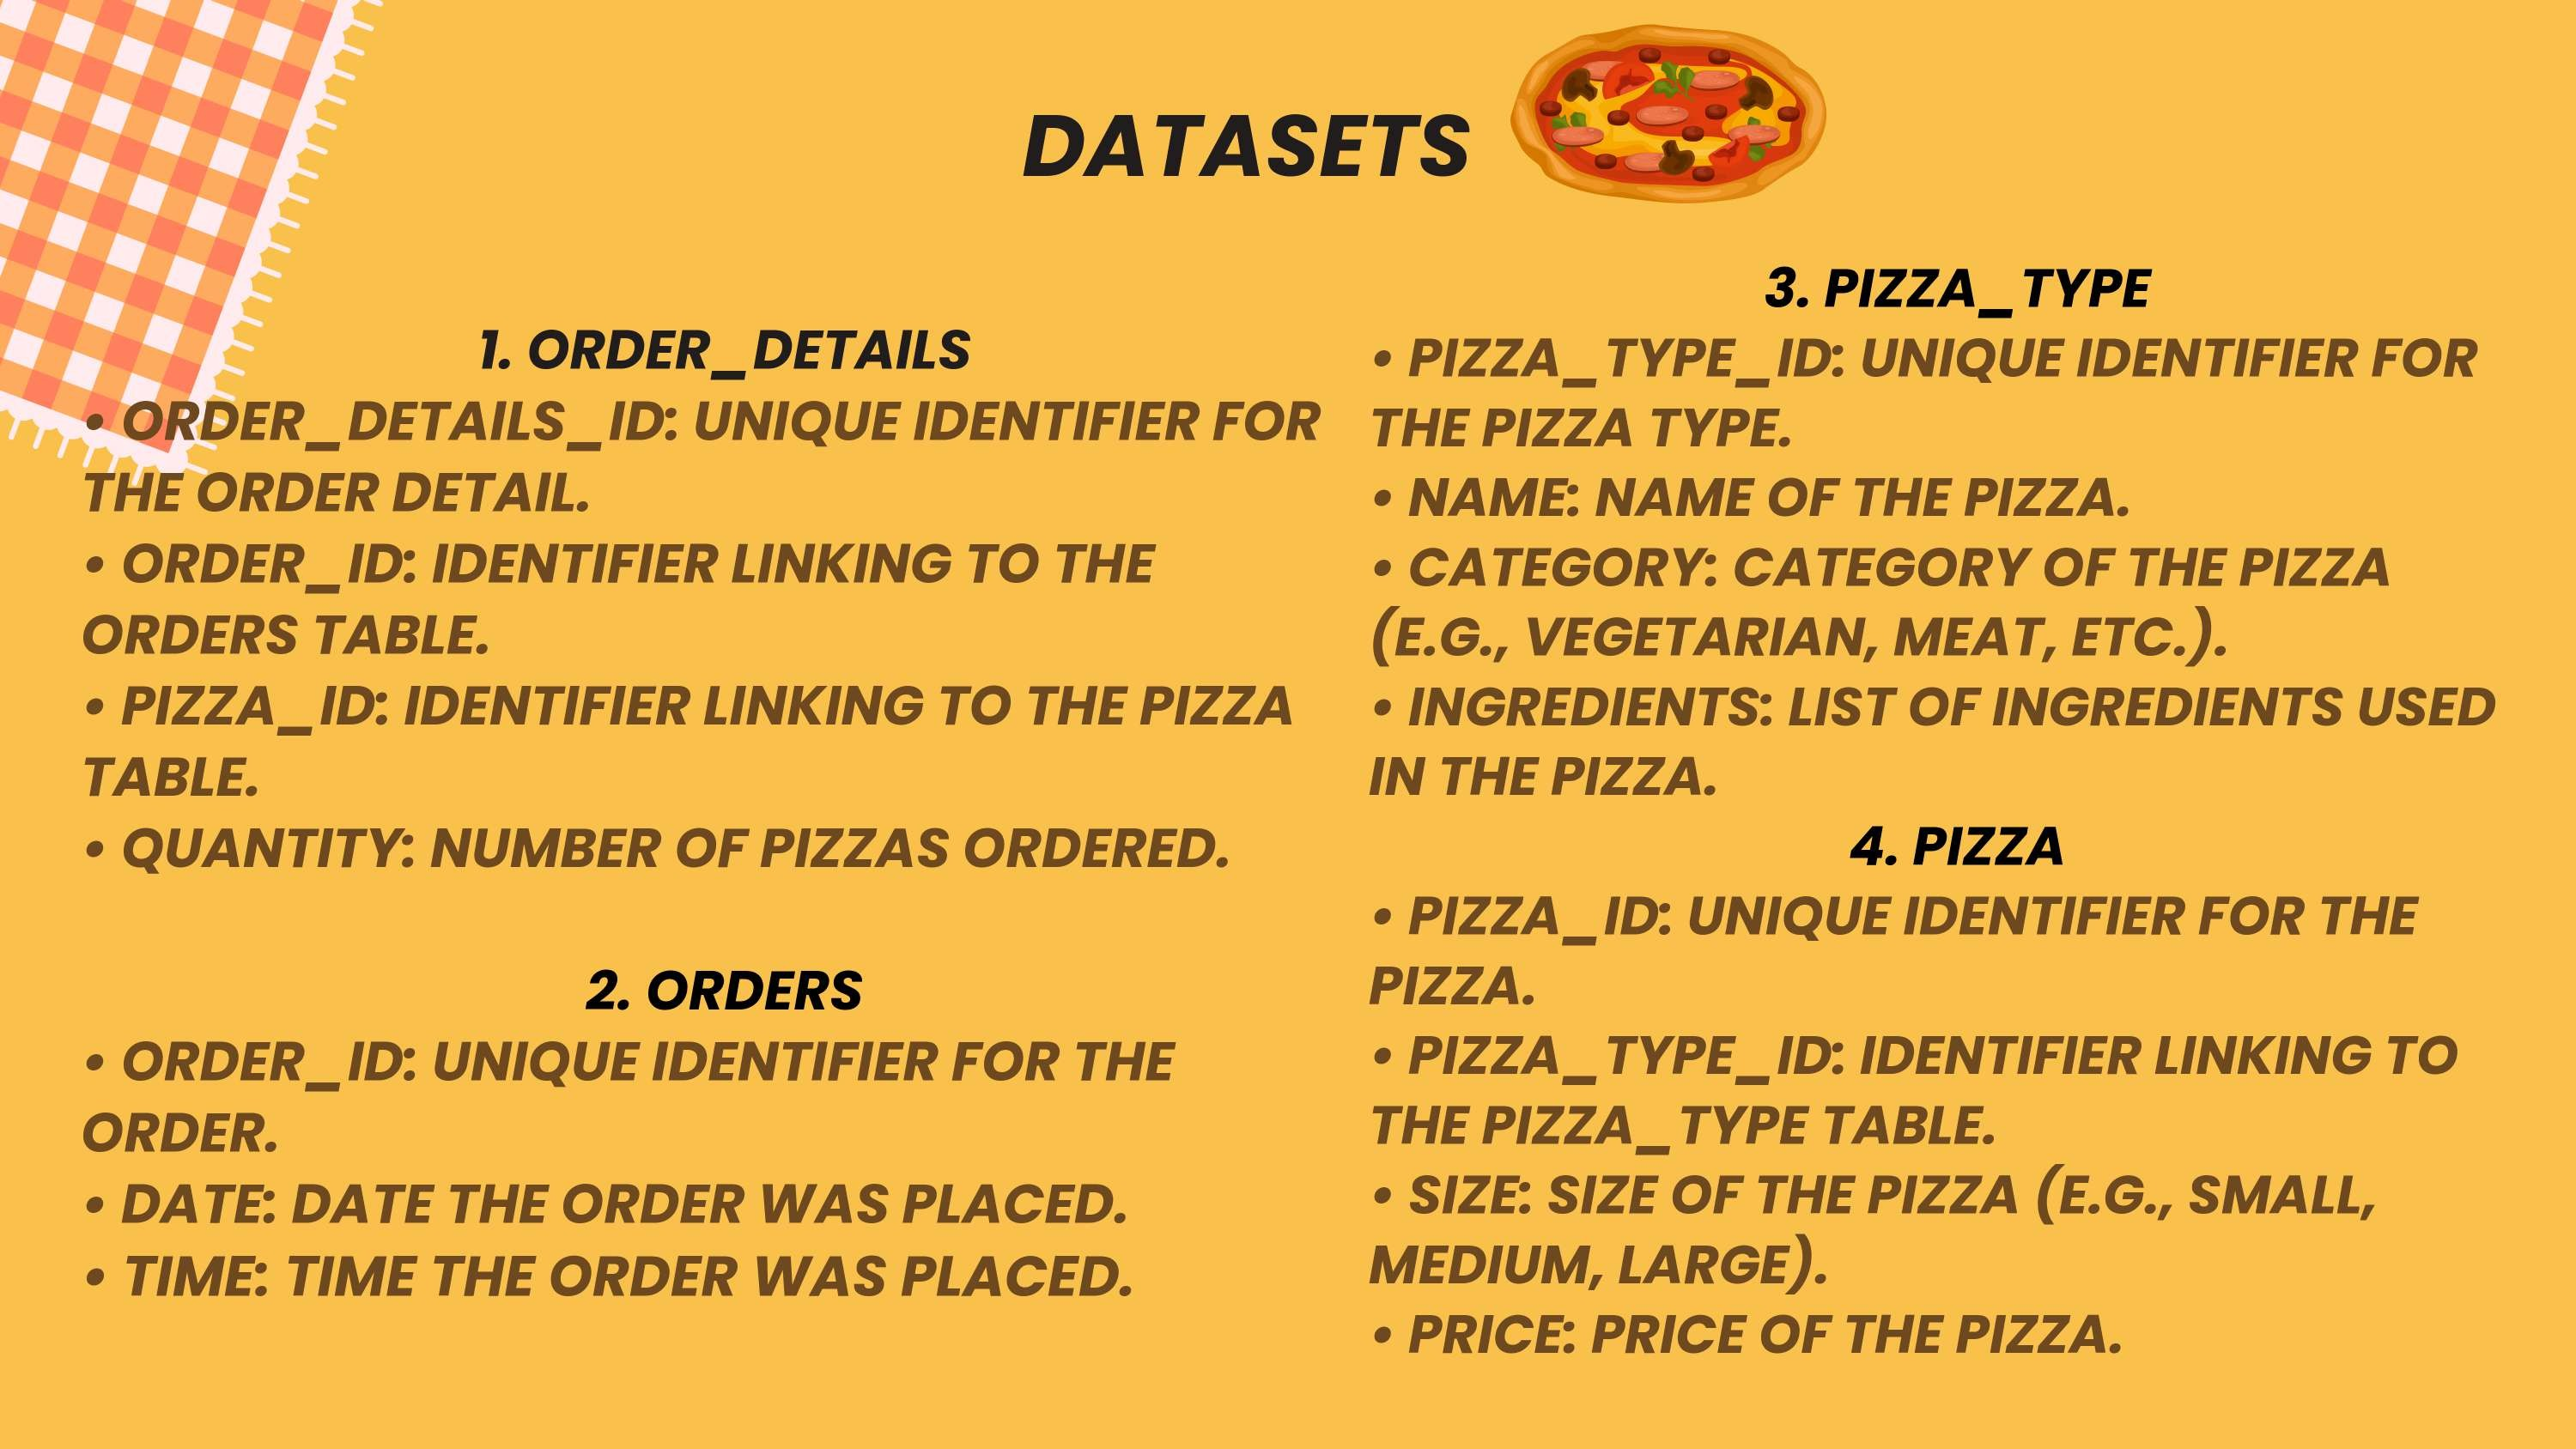 DATASETS
1. ORDER_DETAILS
• ORDER_DETAILS_ID: UNIQUE IDENTIFIER FOR
THE ORDER DETAIL.
• ORDER_ID: IDENTIFIER LINKING TO THE
ORDERS TABLE.
• PIZZA_ID: IDENTIFIER LINKING TO THE PIZZA
TABLE.
• QUANTITY: NUMBER OF PIZZAS ORDERED.
2. ORDERS
• ORDER_ID: UNIQUE IDENTIFIER FOR THE
ORDER.
• DATE: DATE THE ORDER WAS PLACED.
• TIME: TIME THE ORDER WAS PLACED.
3. PIZZA_TYPE
• PIZZA_TYPE_ID: UNIQUE IDENTIFIER FOR
THE PIZZA TYPE.
• NAME: NAME OF THE PIZZA.
• CATEGORY: CATEGORY OF THE PIZZA
(E.G., VEGETARIAN, MEAT, ETC.).
• INGREDIENTS: LIST OF INGREDIENTS USED
IN THE PIZZA.
4. PIZZA
• PIZZA_ID: UNIQUE IDENTIFIER FOR THE
PIZZA.
• PIZZA_TYPE_ID: IDENTIFIER LINKING TO
THE PIZZA_TYPE TABLE.
• SIZE: SIZE OF THE PIZZA (E.G., SMALL,
MEDIUM, LARGE).
• PRICE: PRICE OF THE PIZZA.